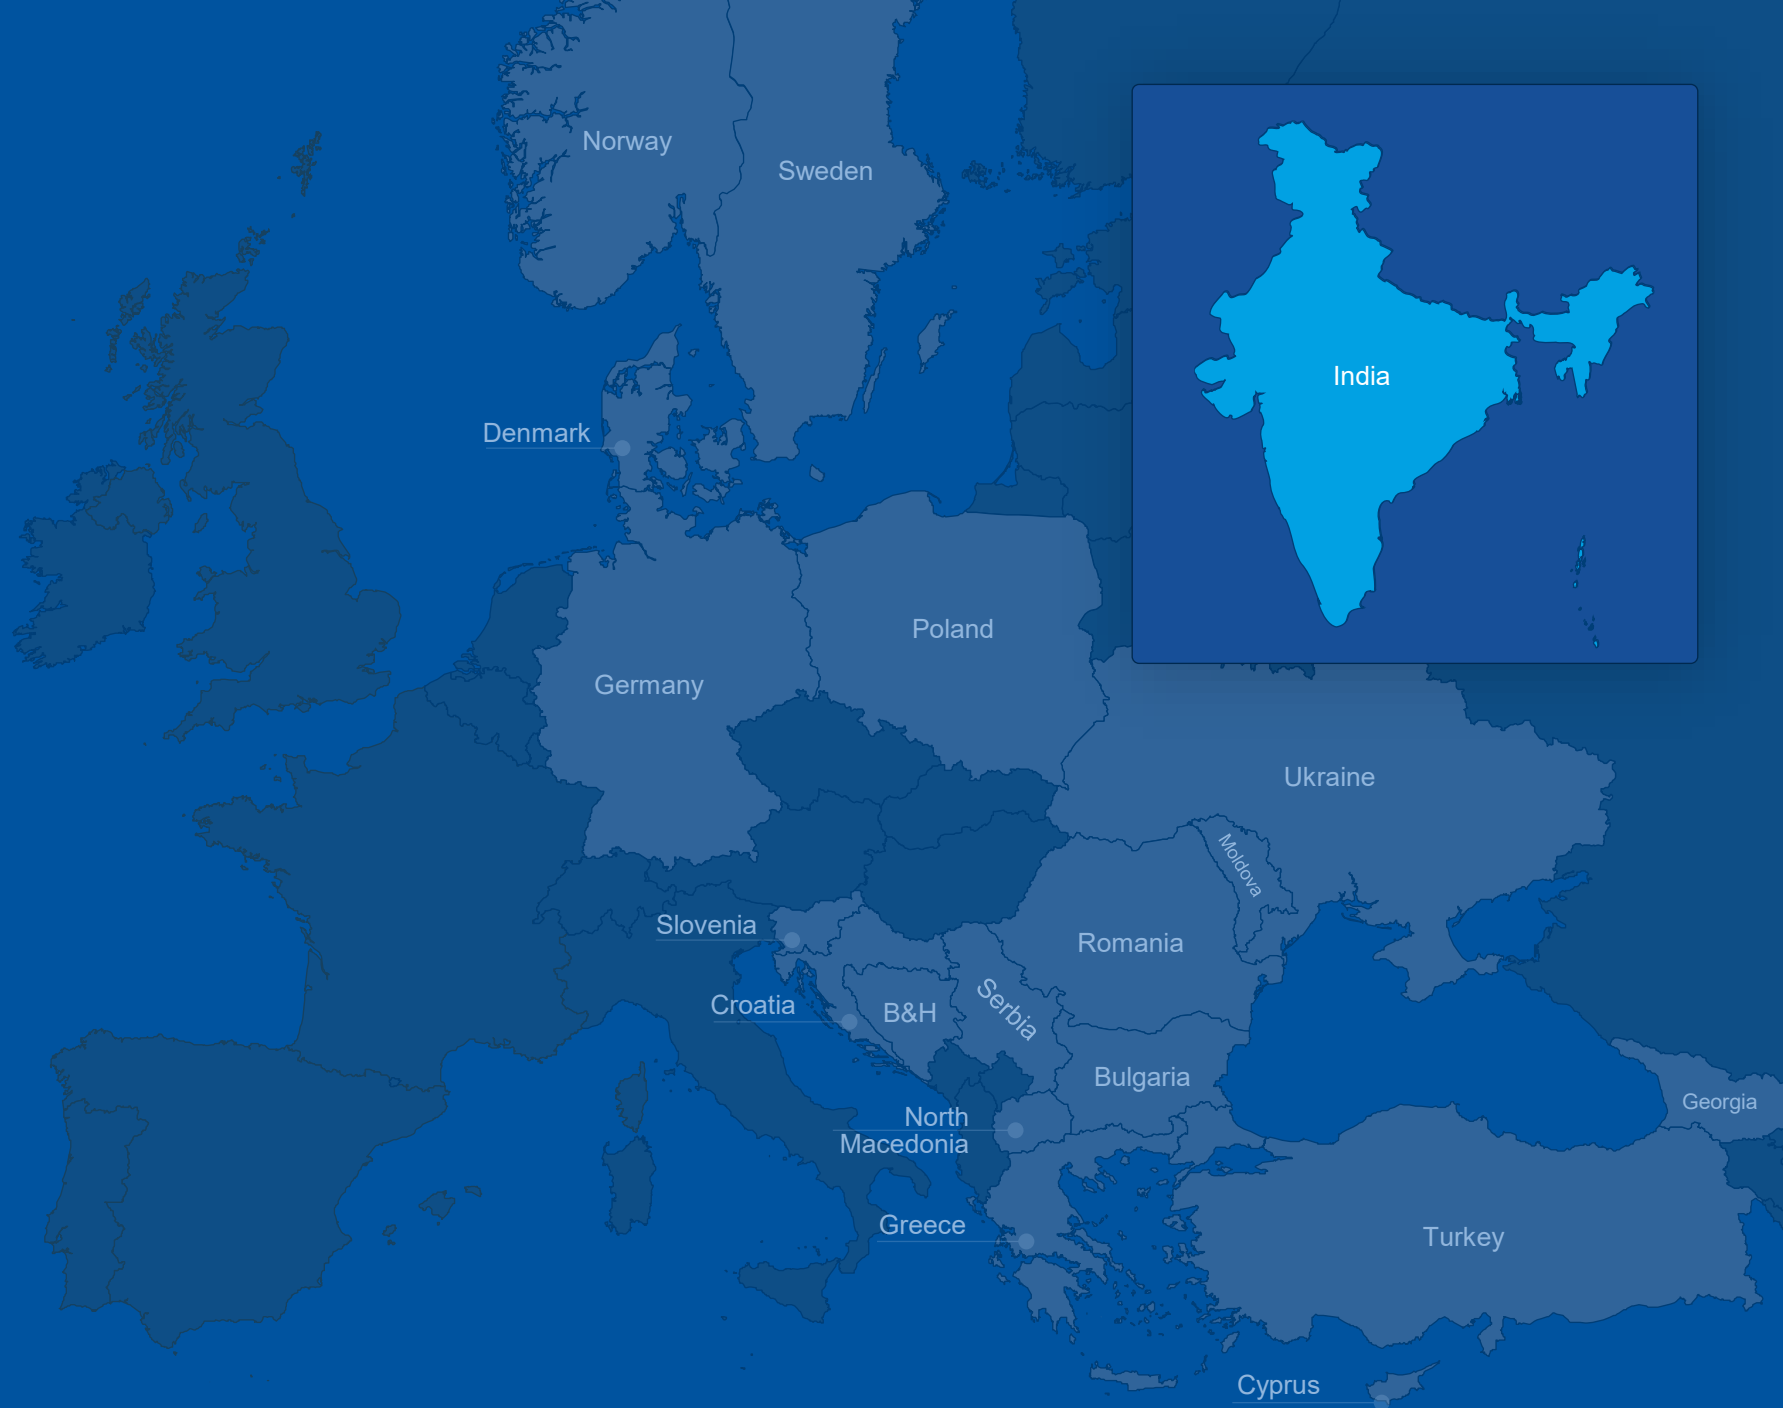 Norway
Sweden
India
Denmark
Poland
Germany
Ukraine
Moldova
Slovenia
Romania
Croatia
B&H
Serbia
Bulgaria
Georgia
North
Macedonia
Greece
Turkey
Cyprus